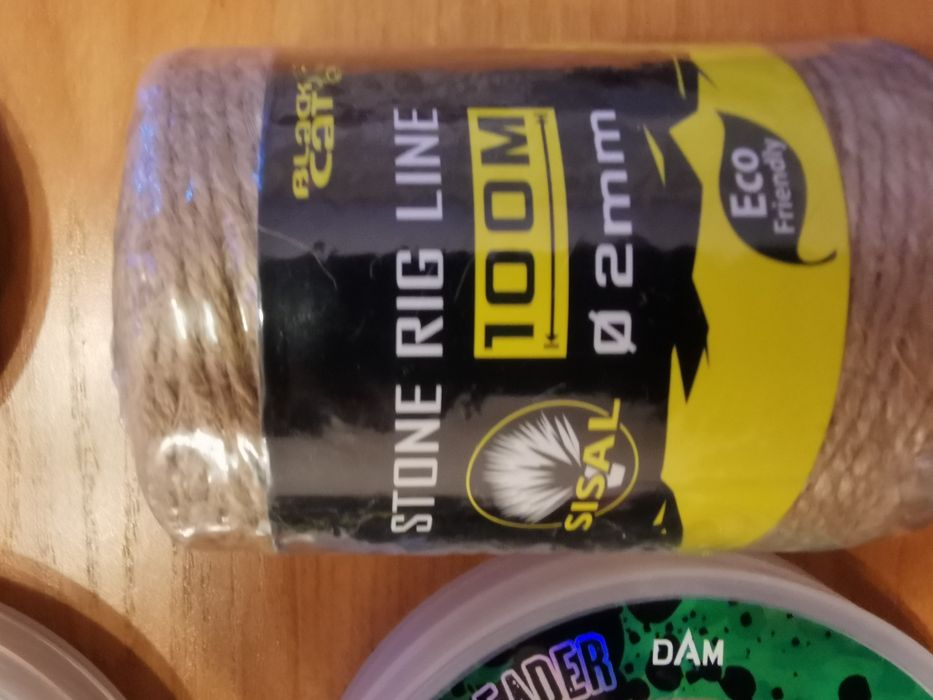 BLACK
CAT
STONE RIG LINE
100M
Ø 2mm
SISAL
Eco
Friendly
DAM